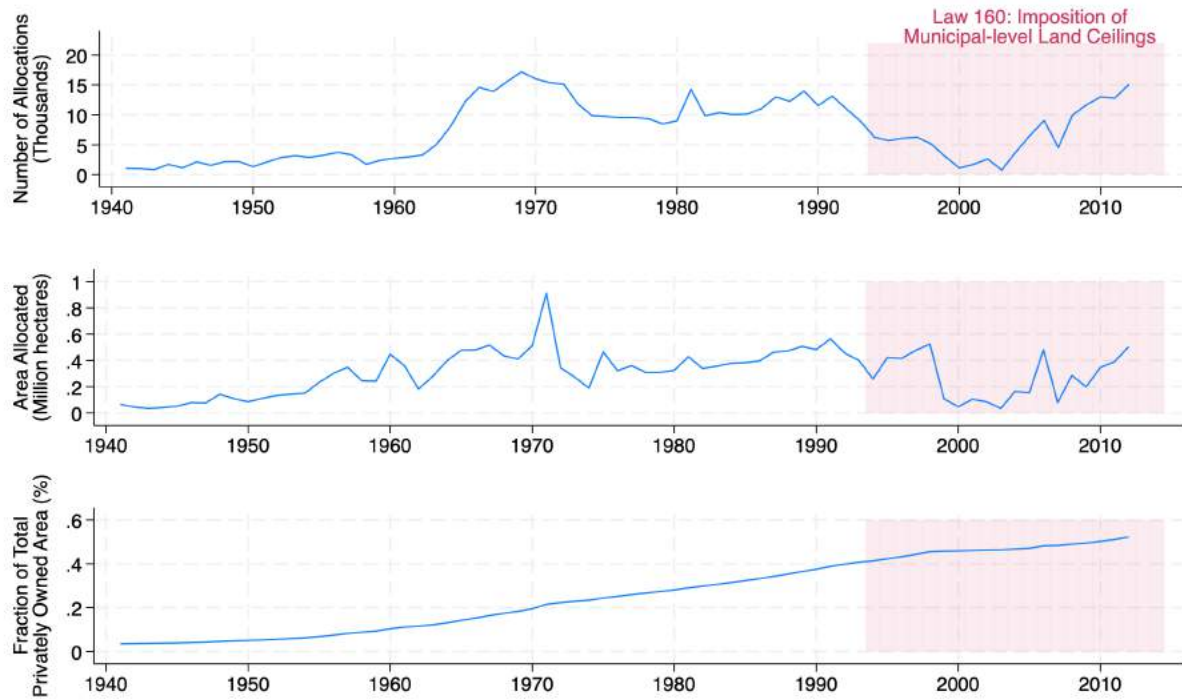 Law 160: Imposition of
Municipal-level Land Ceilings
Number of Allocations
(Thousands)
20
15
10
5
0
1940 1950 1960 1970 1980 1990 2000 2010
Area Allocated
(Million hectares)
1
.8
.6
.4
.2
0
1940 1950 1960 1970 1980 1990 2000 2010
Fraction of Total
Privately Owned Area (%)
.6
.4
.2
0
1940 1950 1960 1970 1980 1990 2000 2010